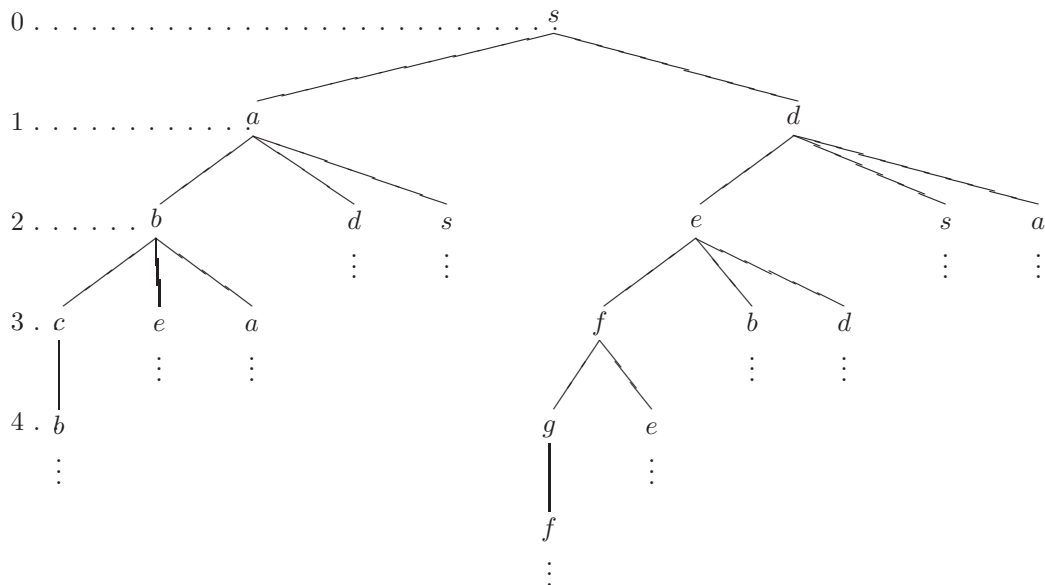 0 . . . . . . . . . . . . . . . . . . . . . . . . . . . s
1 . . . . . . . . . . . . a d
2 . . . . . . b d s e s a
3 . c e a f b d
4 . b g e
f